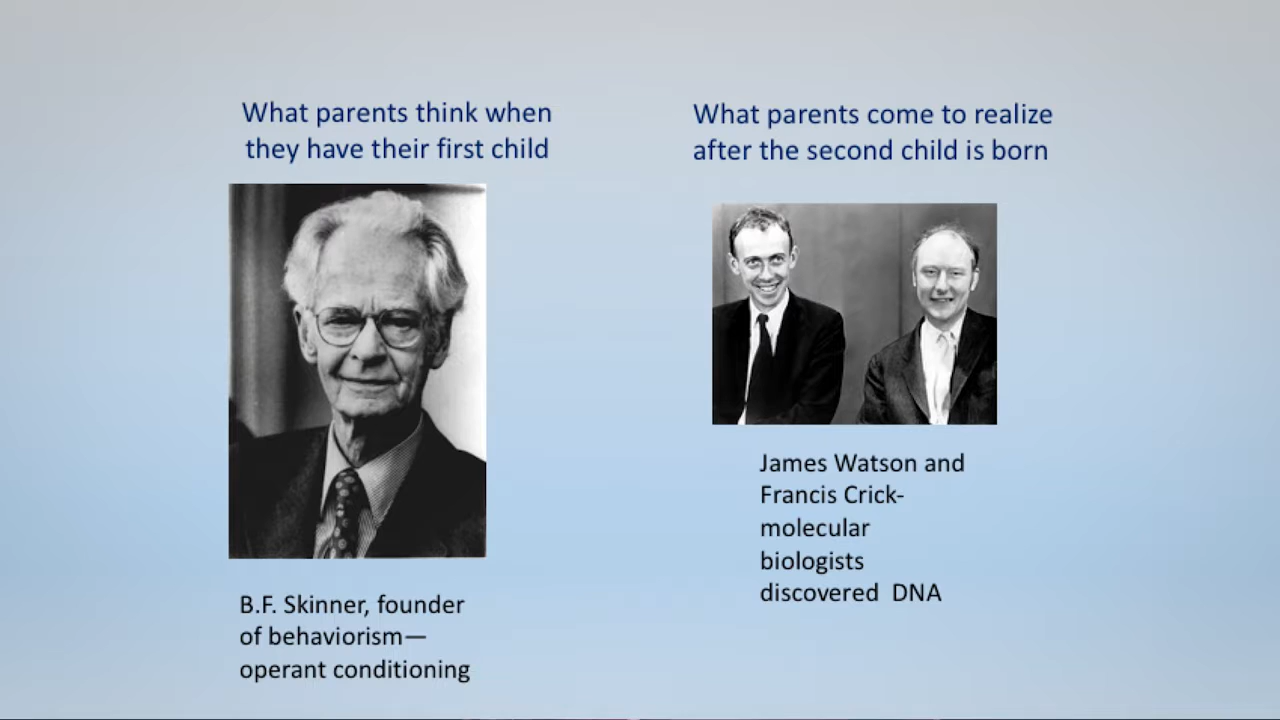 What parents think when
they have their first child
B.F. Skinner, founder
of behaviorism—
operant conditioning
What parents come to realize
after the second child is born
James Watson and
Francis Crick-
molecular
biologists
discovered  DNA